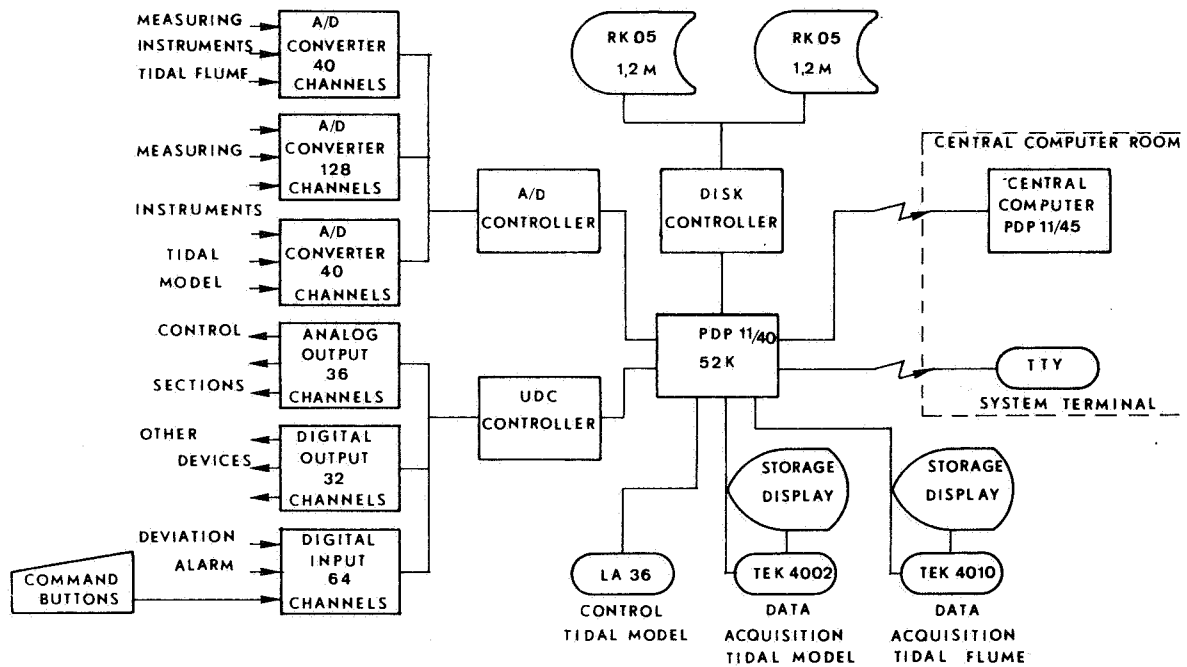 MEASURING
INSTRUMENTS
TIDAL FLUME
A/D
CONVERTER
40
CHANNELS
MEASURING
INSTRUMENTS
TIDAL
MODEL
A/D
CONVERTER
128
CHANNELS
A/D
CONVERTER
40
CHANNELS
CONTROL
SECTIONS
ANALOG
OUTPUT
36
CHANNELS
OTHER
DEVICES
DIGITAL
OUTPUT
32
CHANNELS
DEVIATION
ALARM
DIGITAL
INPUT
64
CHANNELS
COMMAND
BUTTONS
A/D
CONTROLLER
UDC
CONTROLLER
RK05
1,2 M
RK05
1,2 M
DISK
CONTROLLER
PDP 11/40
52K
CENTRAL COMPUTER ROOM
CENTRAL
COMPUTER
PDP 11/45
TTY
SYSTEM TERMINAL
STORAGE
DISPLAY
STORAGE
DISPLAY
LA 36
CONTROL
TIDAL MODEL
TEK 4002
DATA
ACQUISITION
TIDAL MODEL
TEK 4010
DATA
ACQUISITION
TIDAL FLUME